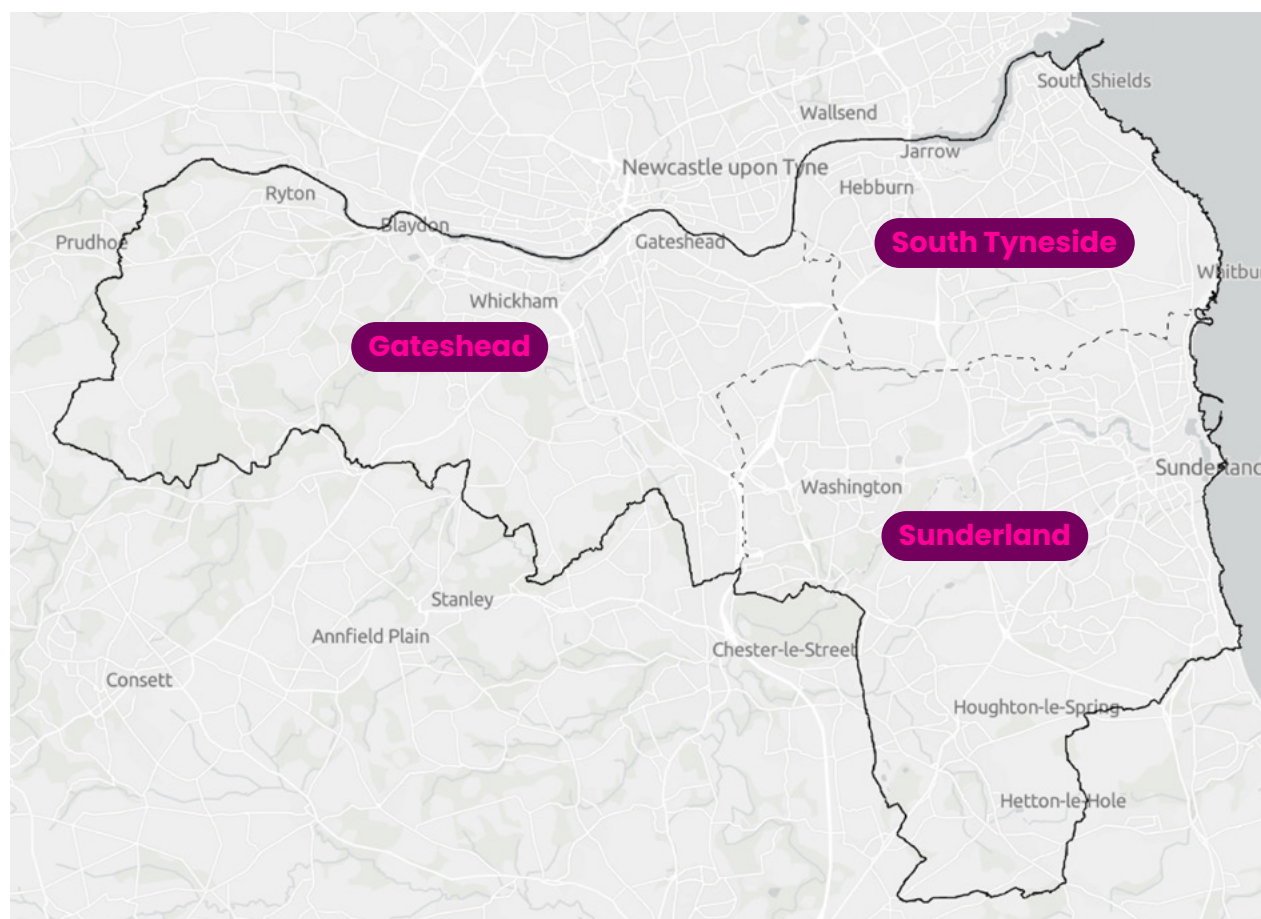 South Shields
Wallsend
Jarrow
Newcastle upon Tyne
Hebburn
Ryton
Blaydon
Prudhoe
Gateshead
South Tyneside
Whitbur
Whickham
Gateshead
Sunderland
Washington
Sunderland
Stanley
Annfield Plain
Chester-le-Street
Consett
Houghton-le-Spring
Hetton-le-Hole